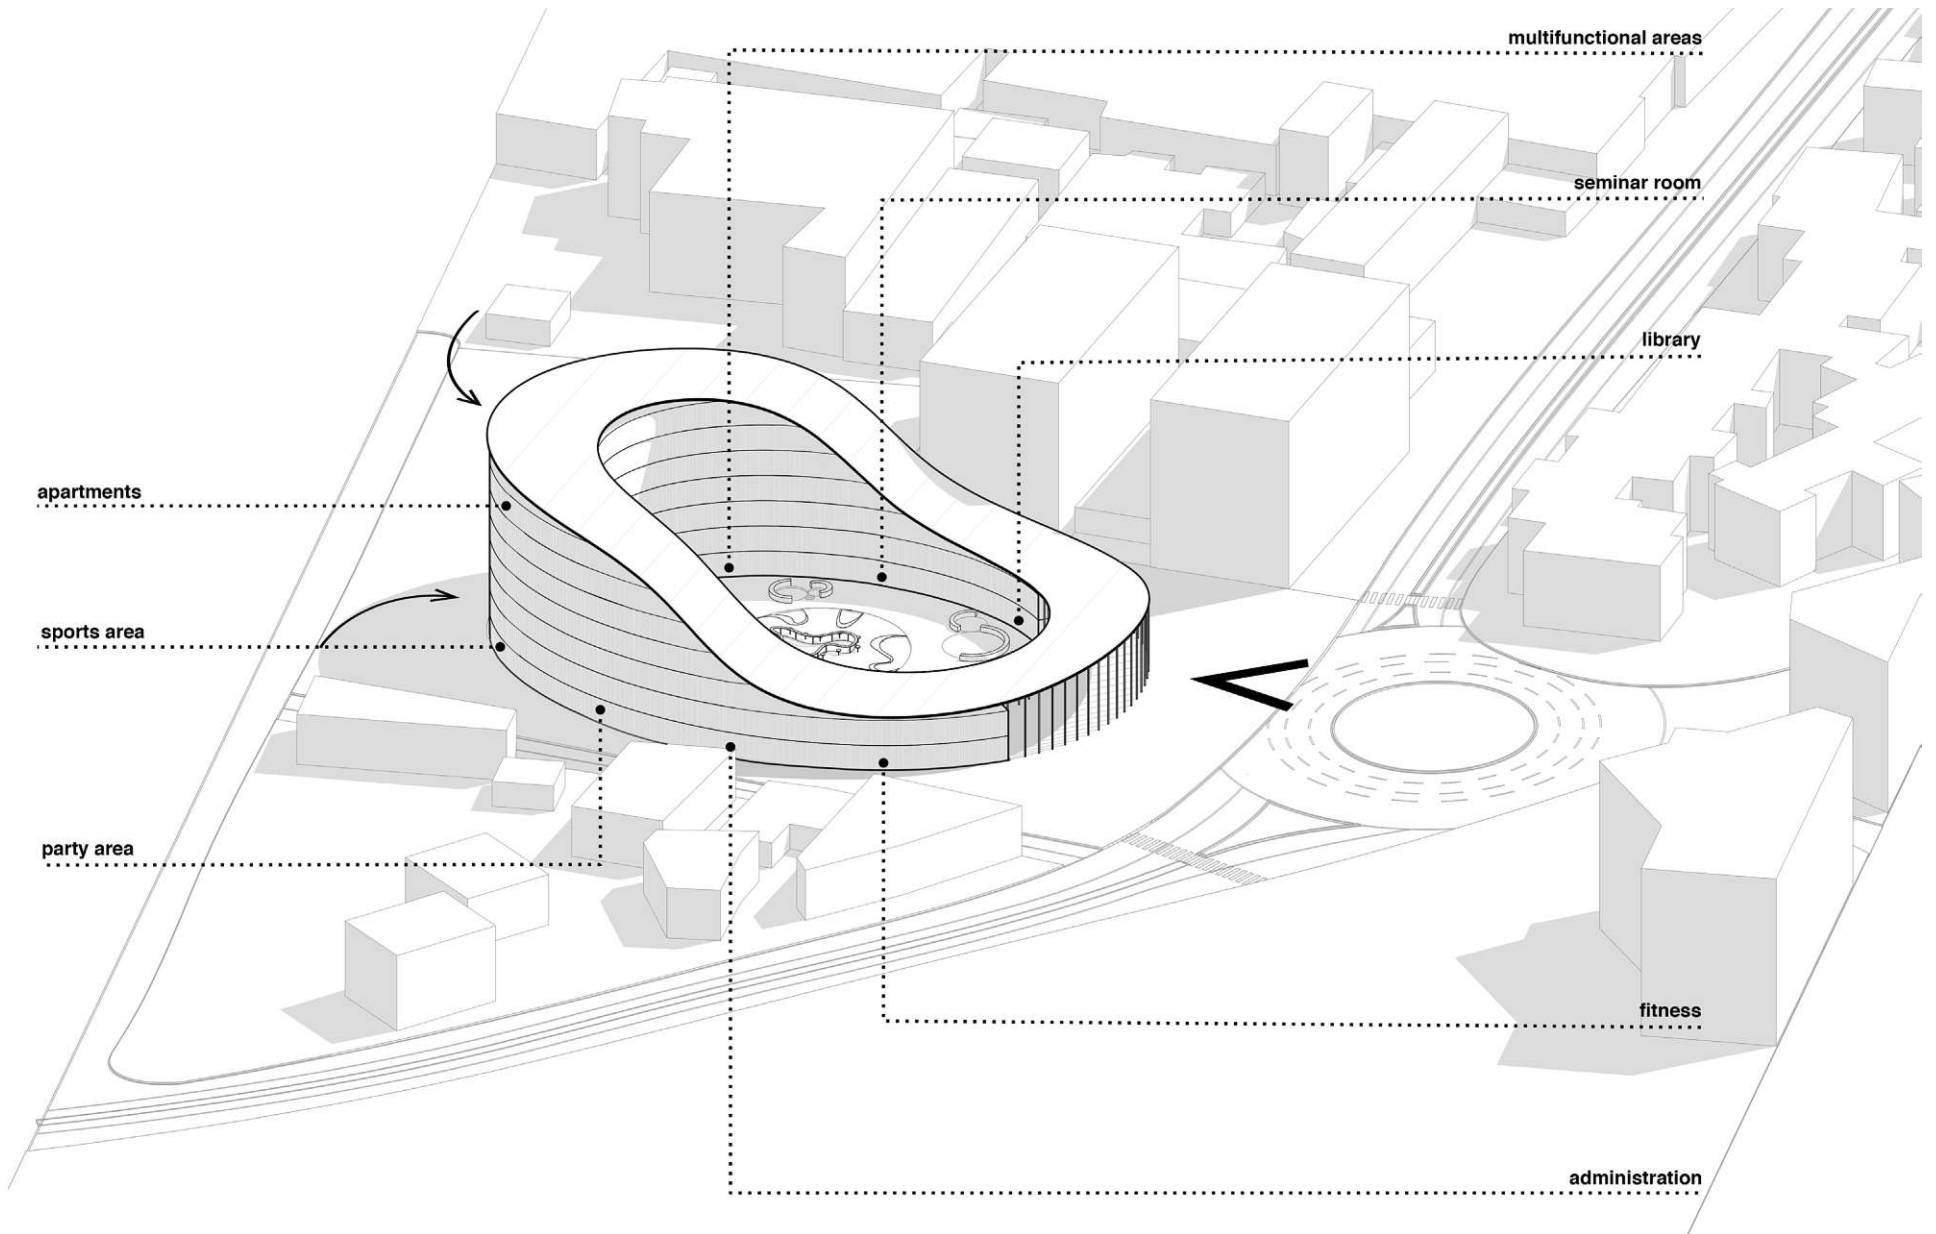 multifunctional areas
seminar room
library
apartments
sports area
party area
fitness
administration